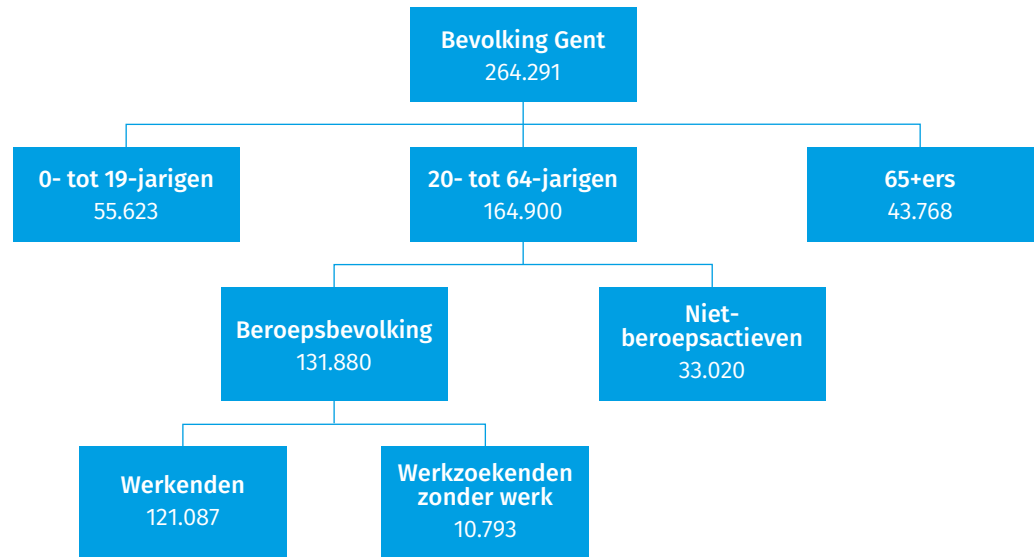 Bevolking Gent
264.291
0- tot 19-jarigen
55.623
20- tot 64-jarigen
164.900
65+ers
43.768
Beroepsbevolking
131.880
Niet-
beroepsactieven
33.020
Werkenden
121.087
Werkzoekenden
zonder werk
10.793